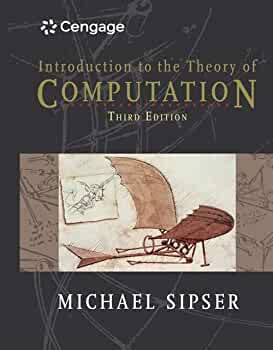 Cengage
Introduction to the Theory of
COMPUTATION
THIRD EDITION
MICHAEL SIPSER